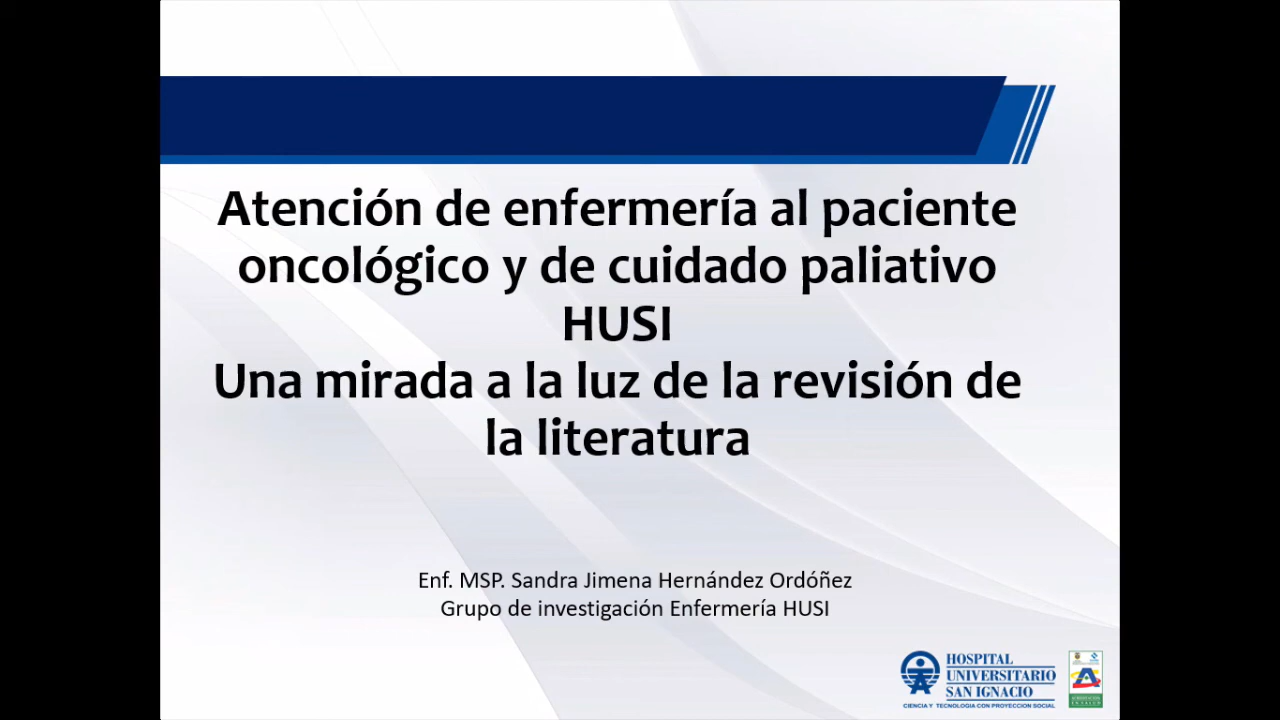 Atención de enfermería al paciente
oncológico y de cuidado paliativo
HUSI
Una mirada a la luz de la revisión de
la literatura
Enf. MSP. Sandra Jimena Hernández Ordóñez
Grupo de investigación Enfermería HUSI
HOSPITAL
UNIVERSITARIO
SAN IGNACIO
CIENCIA Y TECNOLOGIA CON PROYECCION SOCIAL